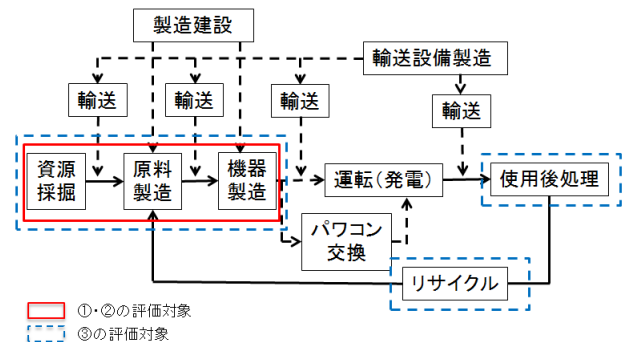 製造建設
輸送設備製造
輸送
輸送
輸送
輸送
資源
採掘
原料
製造
機器
製造
運転(発電)
使用後処理
パワコン
交換
リサイクル
①・②の評価対象
③の評価対象